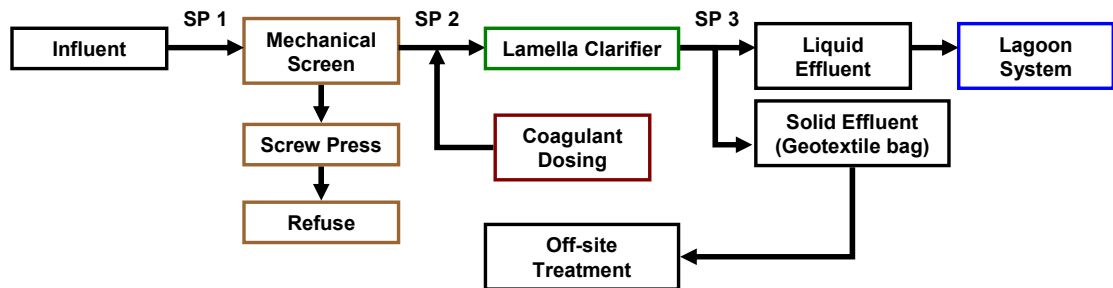 SP 1
SP 2
SP 3
Influent
Mechanical
Screen
Lamella Clarifier
Liquid
Effluent
Lagoon
System
Screw Press
Coagulant
Dosing
Solid Effluent
(Geotextile bag)
Refuse
Off-site
Treatment